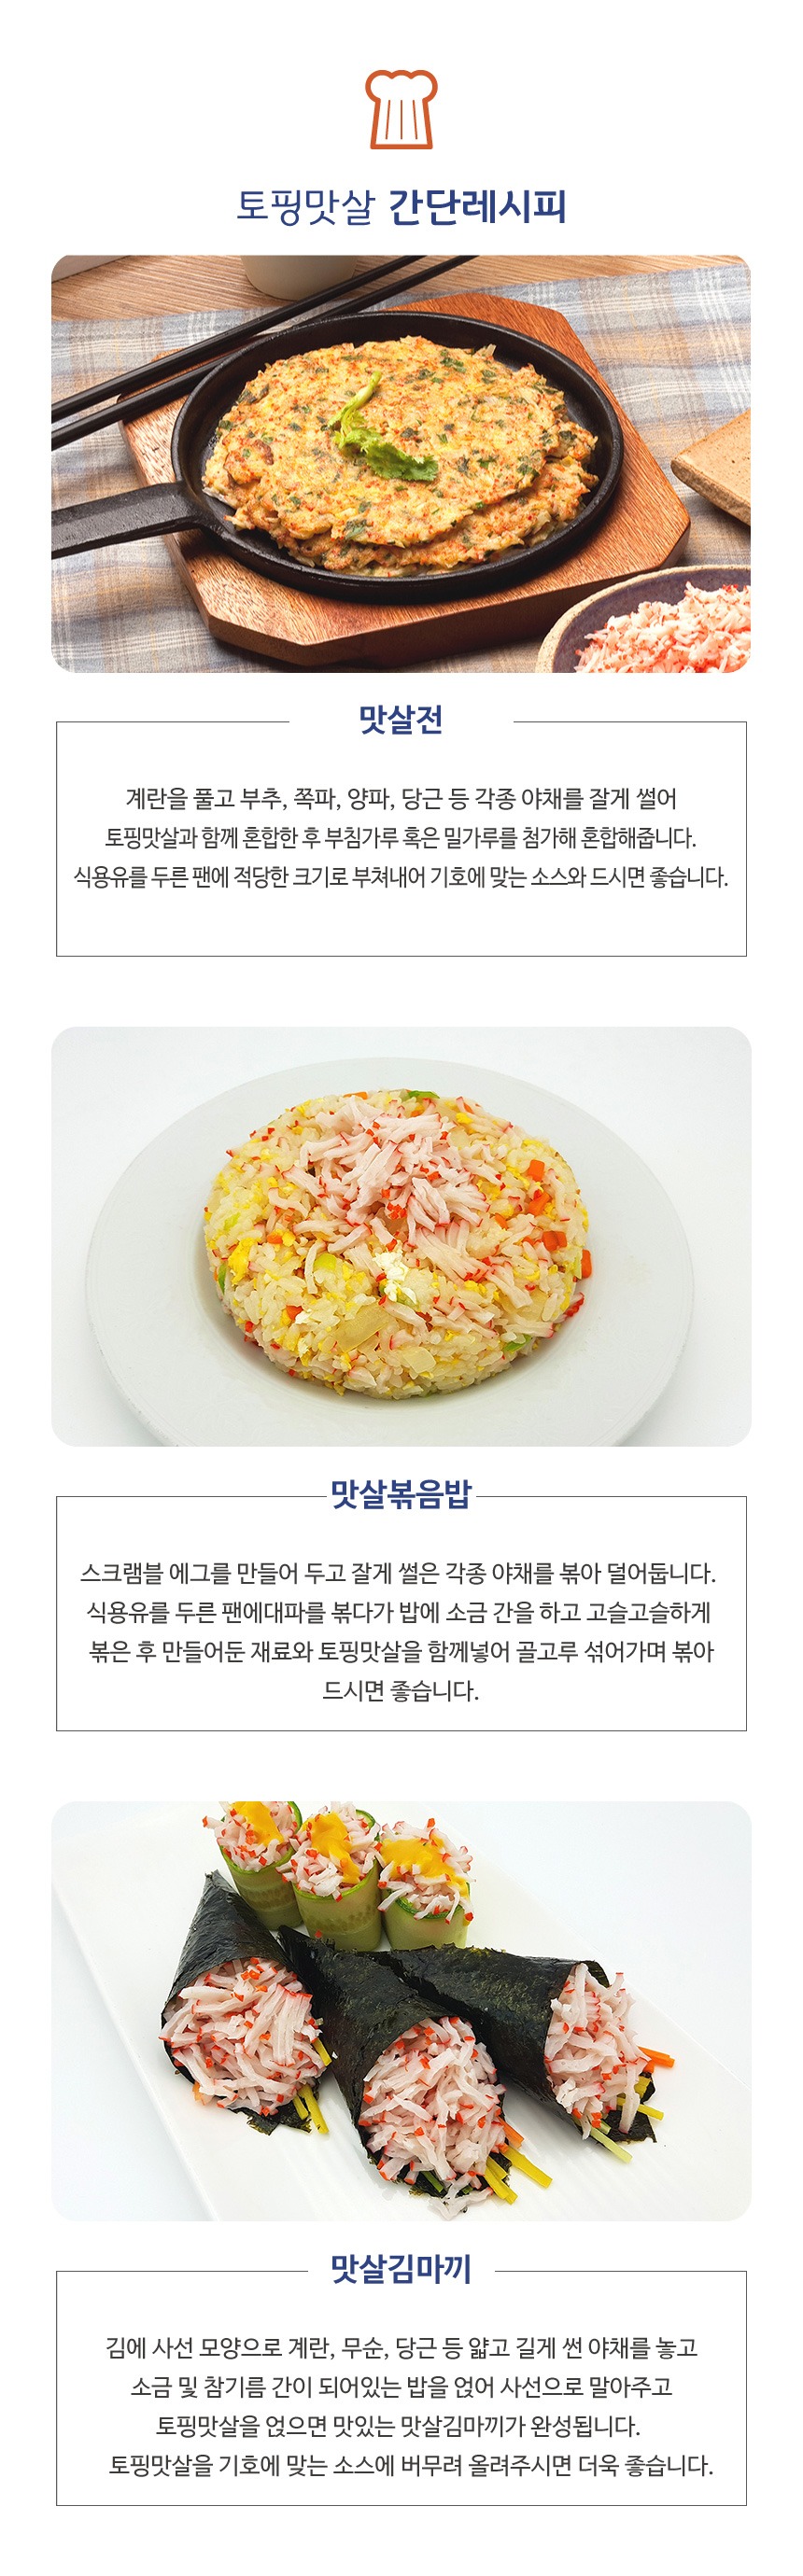 토핑맛살 간단레시피
맛살전
계란을 풀고 부추, 쪽파, 양파, 당근 등 각종 야채를 잘게 썰어
토핑맛살과 함께 혼합한 후 부침가루 혹은 밀가루를 첨가해 혼합해줍니다.
식용유를 두른 팬에 적당한 크기로 부쳐내어 기호에 맞는 소스와 드시면 좋습니다.
맛살볶음밥
스크램블 에그를 만들어 두고 잘게 썰은 각종 야채를 볶아 덜어둡니다.
식용유를 두른 팬에대파를 볶다가 밥에 소금 간을 하고 고슬고슬하게
볶은 후 만들어둔 재료와 토핑맛살을 함께넣어 골고루 섞어가며 볶아
드시면 좋습니다.
맛살김마끼
김에 사선 모양으로 계란, 무순, 당근 등 얇고 길게 썬 야채를 놓고
소금 및 참기름 간이 되어있는 밥을 얹어 사선으로 말아주고
토핑맛살을 얹으면 맛있는 맛살김마끼가 완성됩니다.
토핑맛살을 기호에 맞는 소스에 버무려 올려주시면 더욱 좋습니다.